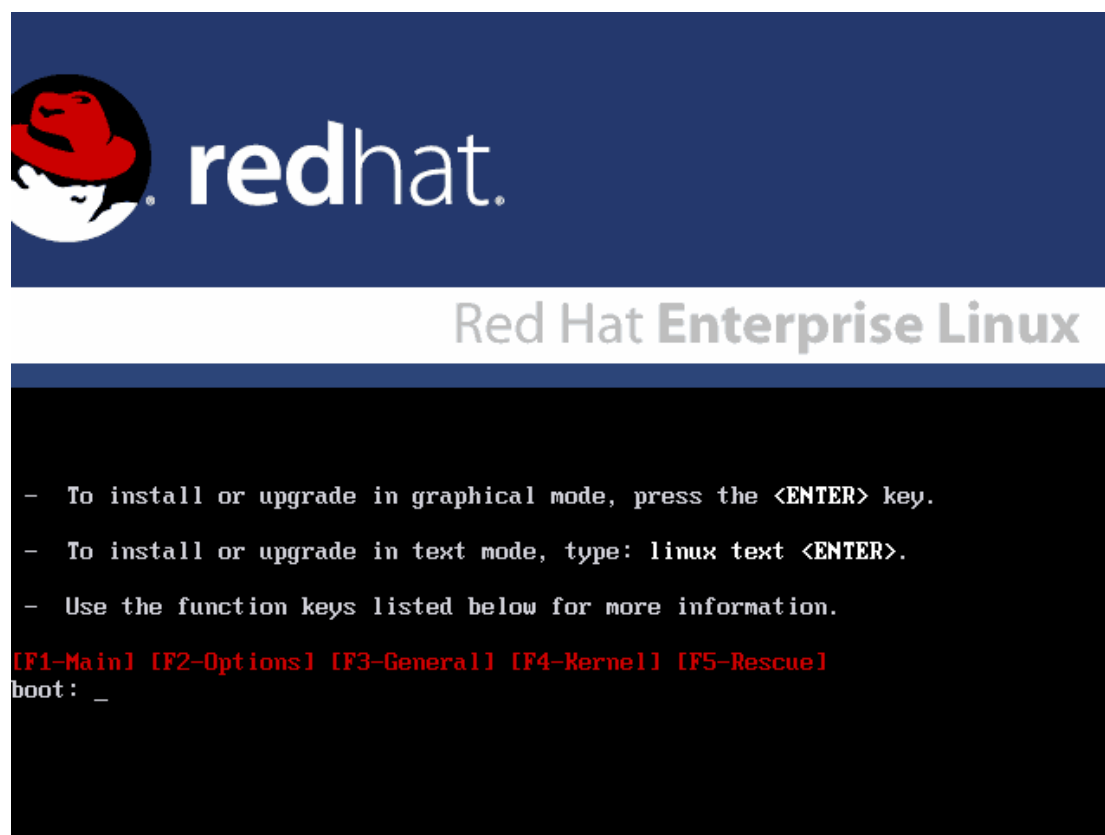 redhat.
Red Hat Enterprise Linux
- To install or upgrade in graphical mode, press the <ENTER> key.
- To install or upgrade in text mode, type: linux text <ENTER>.
- Use the function keys listed below for more information.
[F1-Main] [F2-Options] [F3-General] [F4-Kernel] [F5-Rescue]
boot: _